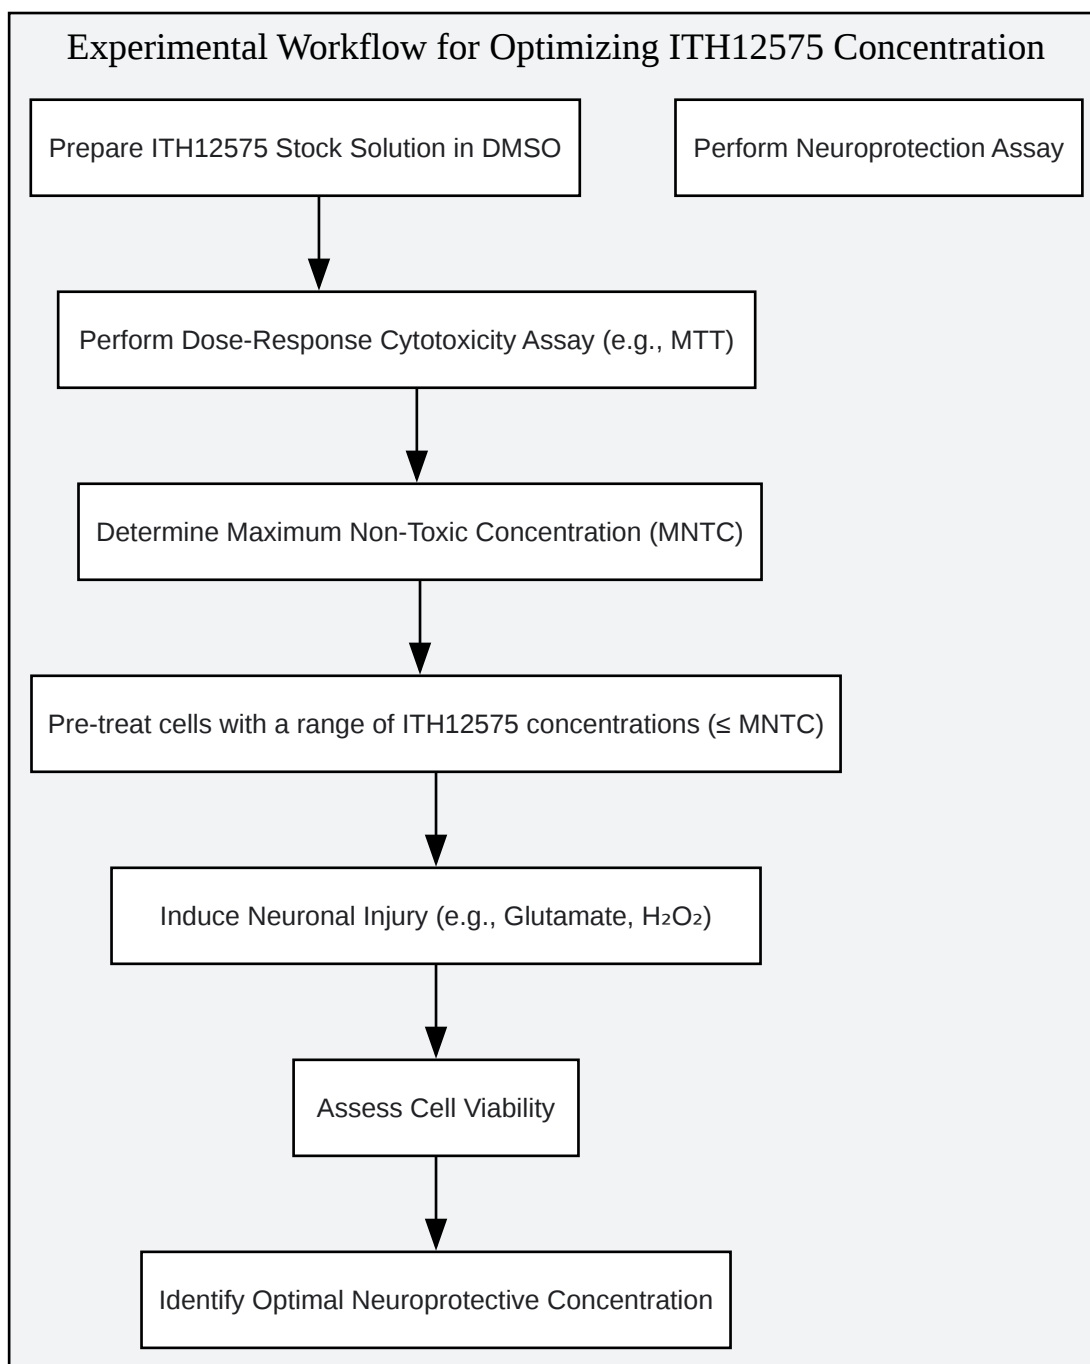 Experimental Workflow for Optimizing ITH12575 Concentration
Prepare ITH12575 Stock Solution in DMSO
Perform Neuroprotection Assay
Perform Dose-Response Cytotoxicity Assay (e.g., MTT)
Determine Maximum Non-Toxic Concentration (MNTC)
Pre-treat cells with a range of ITH12575 concentrations (≤ MNTC)
Induce Neuronal Injury (e.g., Glutamate, H₂O₂)
Assess Cell Viability
Identify Optimal Neuroprotective Concentration